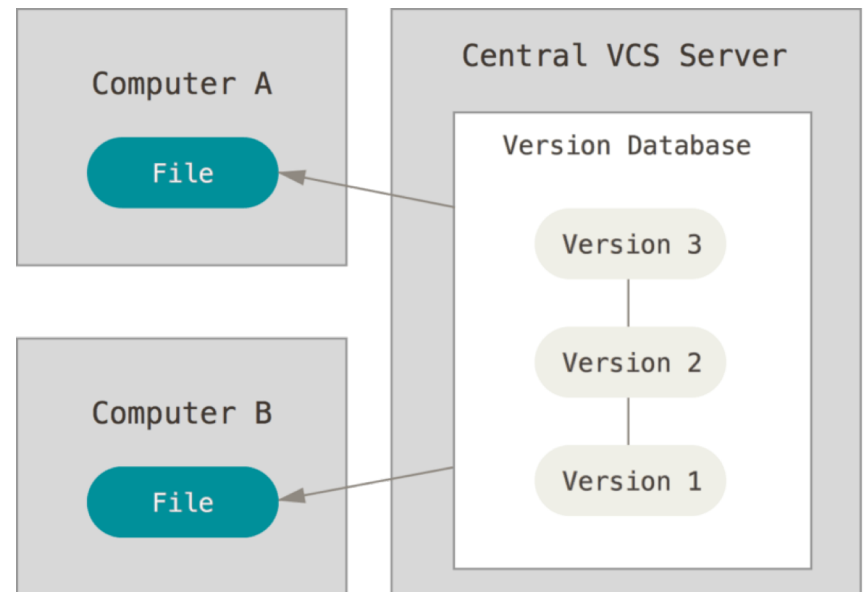 Computer A
File
Computer B
File
Central VCS Server
Version Database
Version 3
Version 2
Version 1